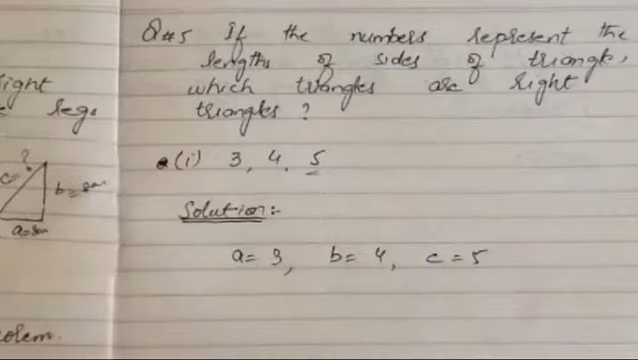 ight
legs
?
c=
b=8cm
olem.
Q#5 If the numbers represent the
lengths of sides of triangle,
which triangles are right
triangles ?
(i) 3, 4, 5
Solution:-
a= 3, b= 4, c = 5